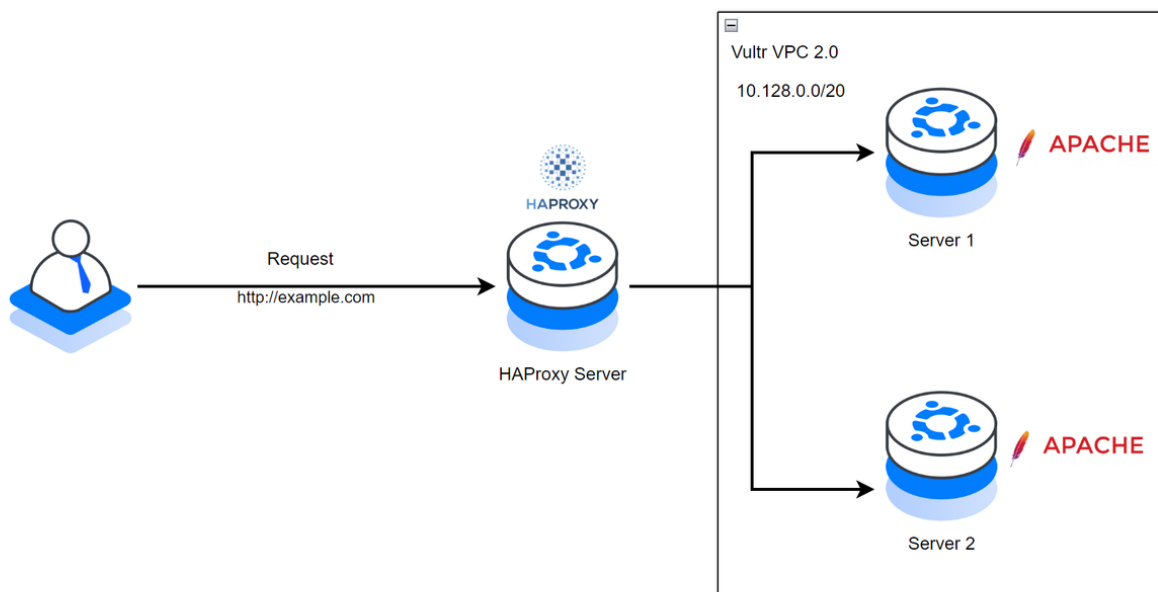 Vultr VPC 2.0
10.128.0.0/20
APACHE
Server 1
HAPROXY
Request
http://example.com
HAProxy Server
APACHE
Server 2